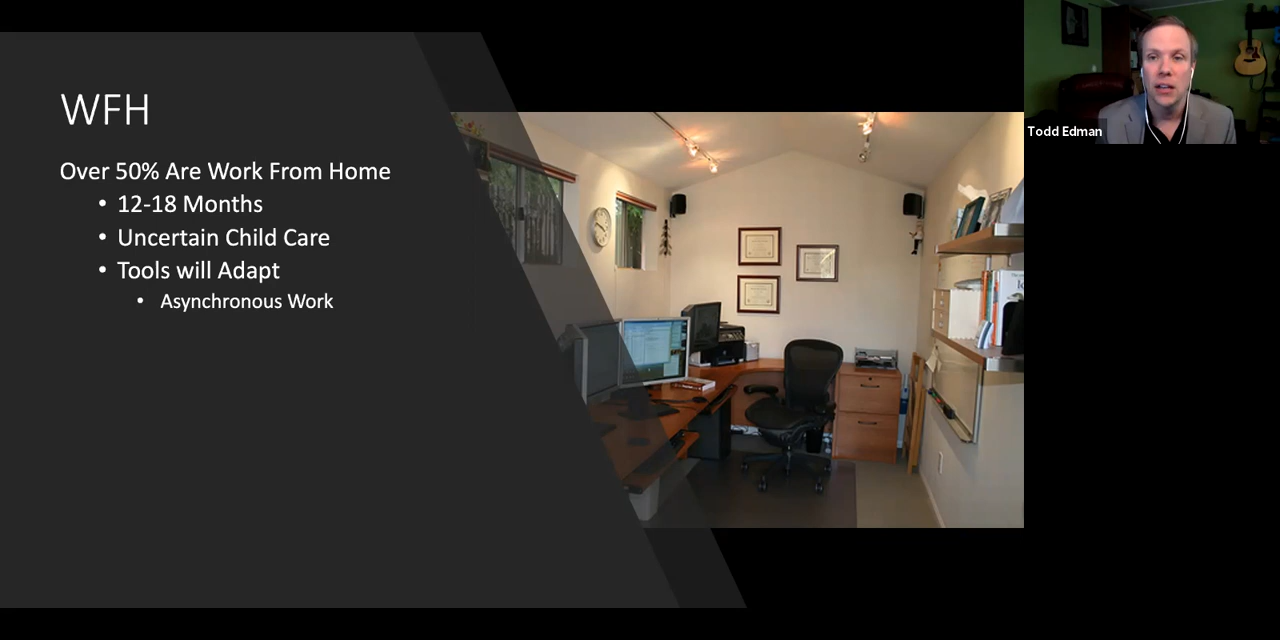 WFH
Over 50% Are Work From Home
• 12-18 Months
• Uncertain Child Care
• Tools will Adapt
• Asynchronous Work
Todd Edman